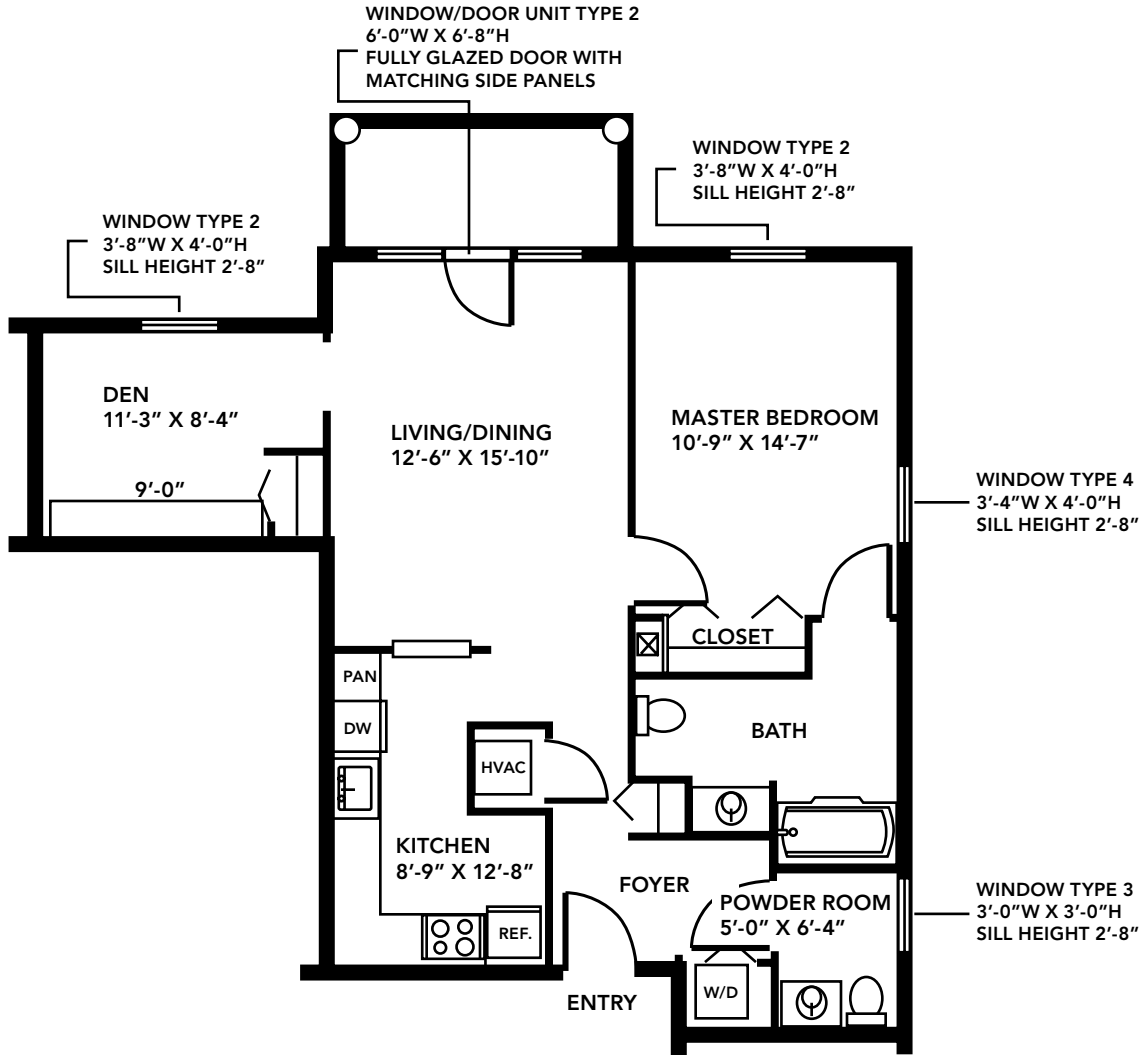 WINDOW/DOOR UNIT TYPE 2
6'-0"W X 6'-8"H
FULLY GLAZED DOOR WITH
MATCHING SIDE PANELS
WINDOW TYPE 2
3'-8"W X 4'-0"H
SILL HEIGHT 2'-8"
WINDOW TYPE 2
3'-8"W X 4'-0"H
SILL HEIGHT 2'-8"
DEN
11'-3" X 8'-4"
9'-0"
LIVING/DINING
12'-6" X 15'-10"
MASTER BEDROOM
10'-9" X 14'-7"
WINDOW TYPE 4
3'-4"W X 4'-0"H
SILL HEIGHT 2'-8"
CLOSET
PAN
DW
HVAC
BATH
KITCHEN
8'-9" X 12'-8"
FOYER
POWDER ROOM
5'-0" X 6'-4"
WINDOW TYPE 3
3'-0"W X 3'-0"H
SILL HEIGHT 2'-8"
REF.
W/D
ENTRY